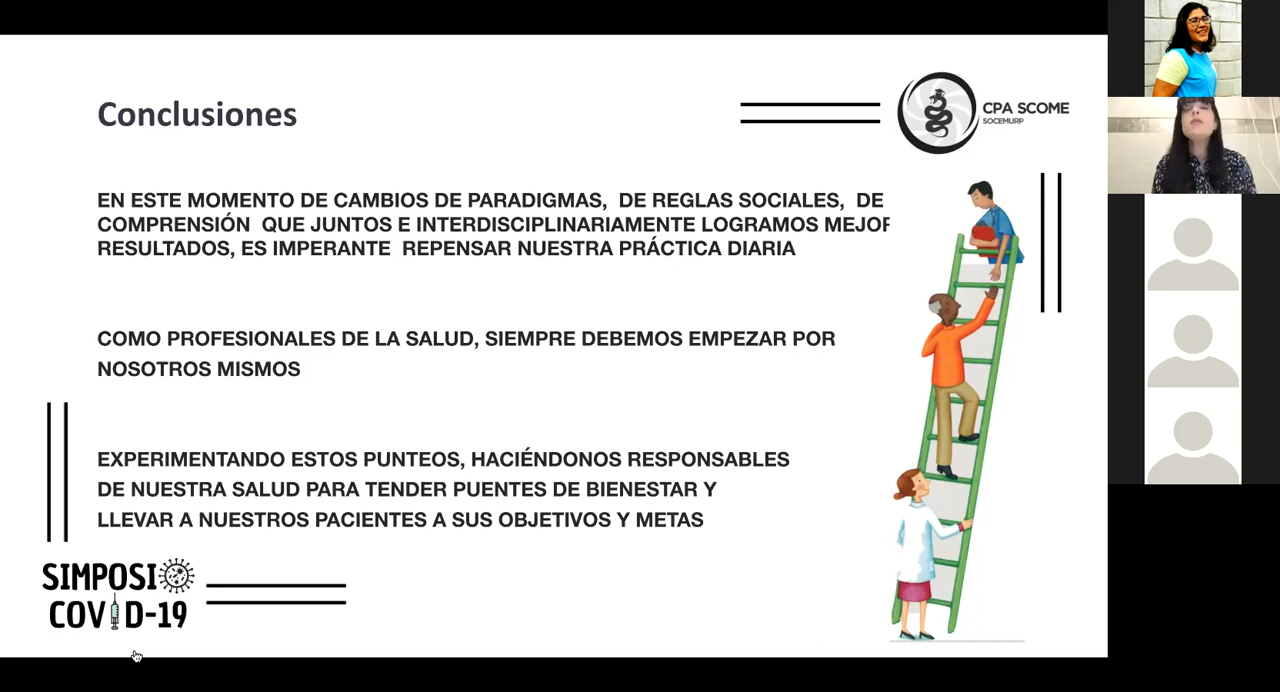 Conclusiones
CPA SCOME
SOCEMURP
EN ESTE MOMENTO DE CAMBIOS DE PARADIGMAS, DE REGLAS SOCIALES, DE
COMPRENSIÓN QUE JUNTOS E INTERDISCIPLINARIAMENTE LOGRAMOS MEJOR
RESULTADOS, ES IMPERANTE REPENSAR NUESTRA PRÁCTICA DIARIA
COMO PROFESIONALES DE LA SALUD, SIEMPRE DEBEMOS EMPEZAR POR
NOSOTROS MISMOS
EXPERIMENTANDO ESTOS PUNTEOS, HACIÉNDONOS RESPONSABLES
DE NUESTRA SALUD PARA TENDER PUENTES DE BIENESTAR Y
LLEVAR A NUESTROS PACIENTES A SUS OBJETIVOS Y METAS
SIMPOSIO
COVID-19